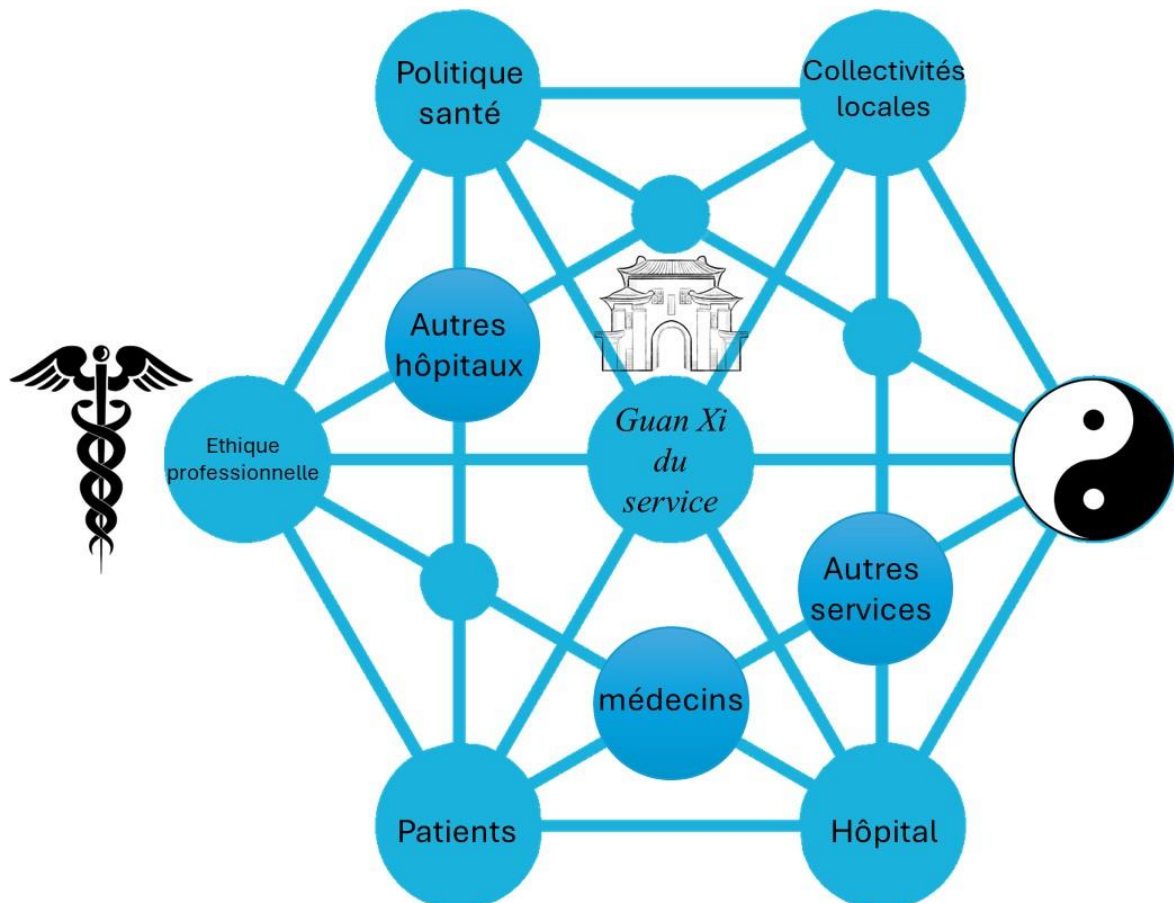 Politique
santé
Collectivités
locales
Autres
hôpitaux
Ethique
professionnelle
Guan Xi
du
service
Autres
services
médecins
Patients
Hôpital